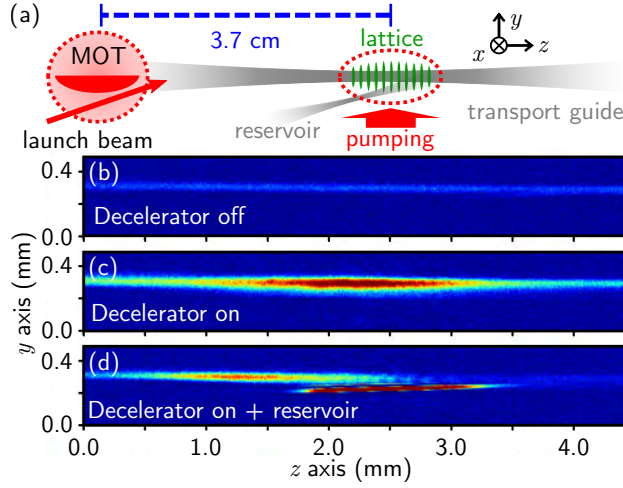 (a)
3.7 cm
MOT
lattice
y
x
z
launch beam
reservoir
pumping
transport guide
(b)
Decelerator off
(c)
Decelerator on
(d)
Decelerator on + reservoir
0.4
0.0
0.4
0.0
0.4
0.0
y axis (mm)
0.0 1.0 2.0 3.0 4.0
z axis (mm)